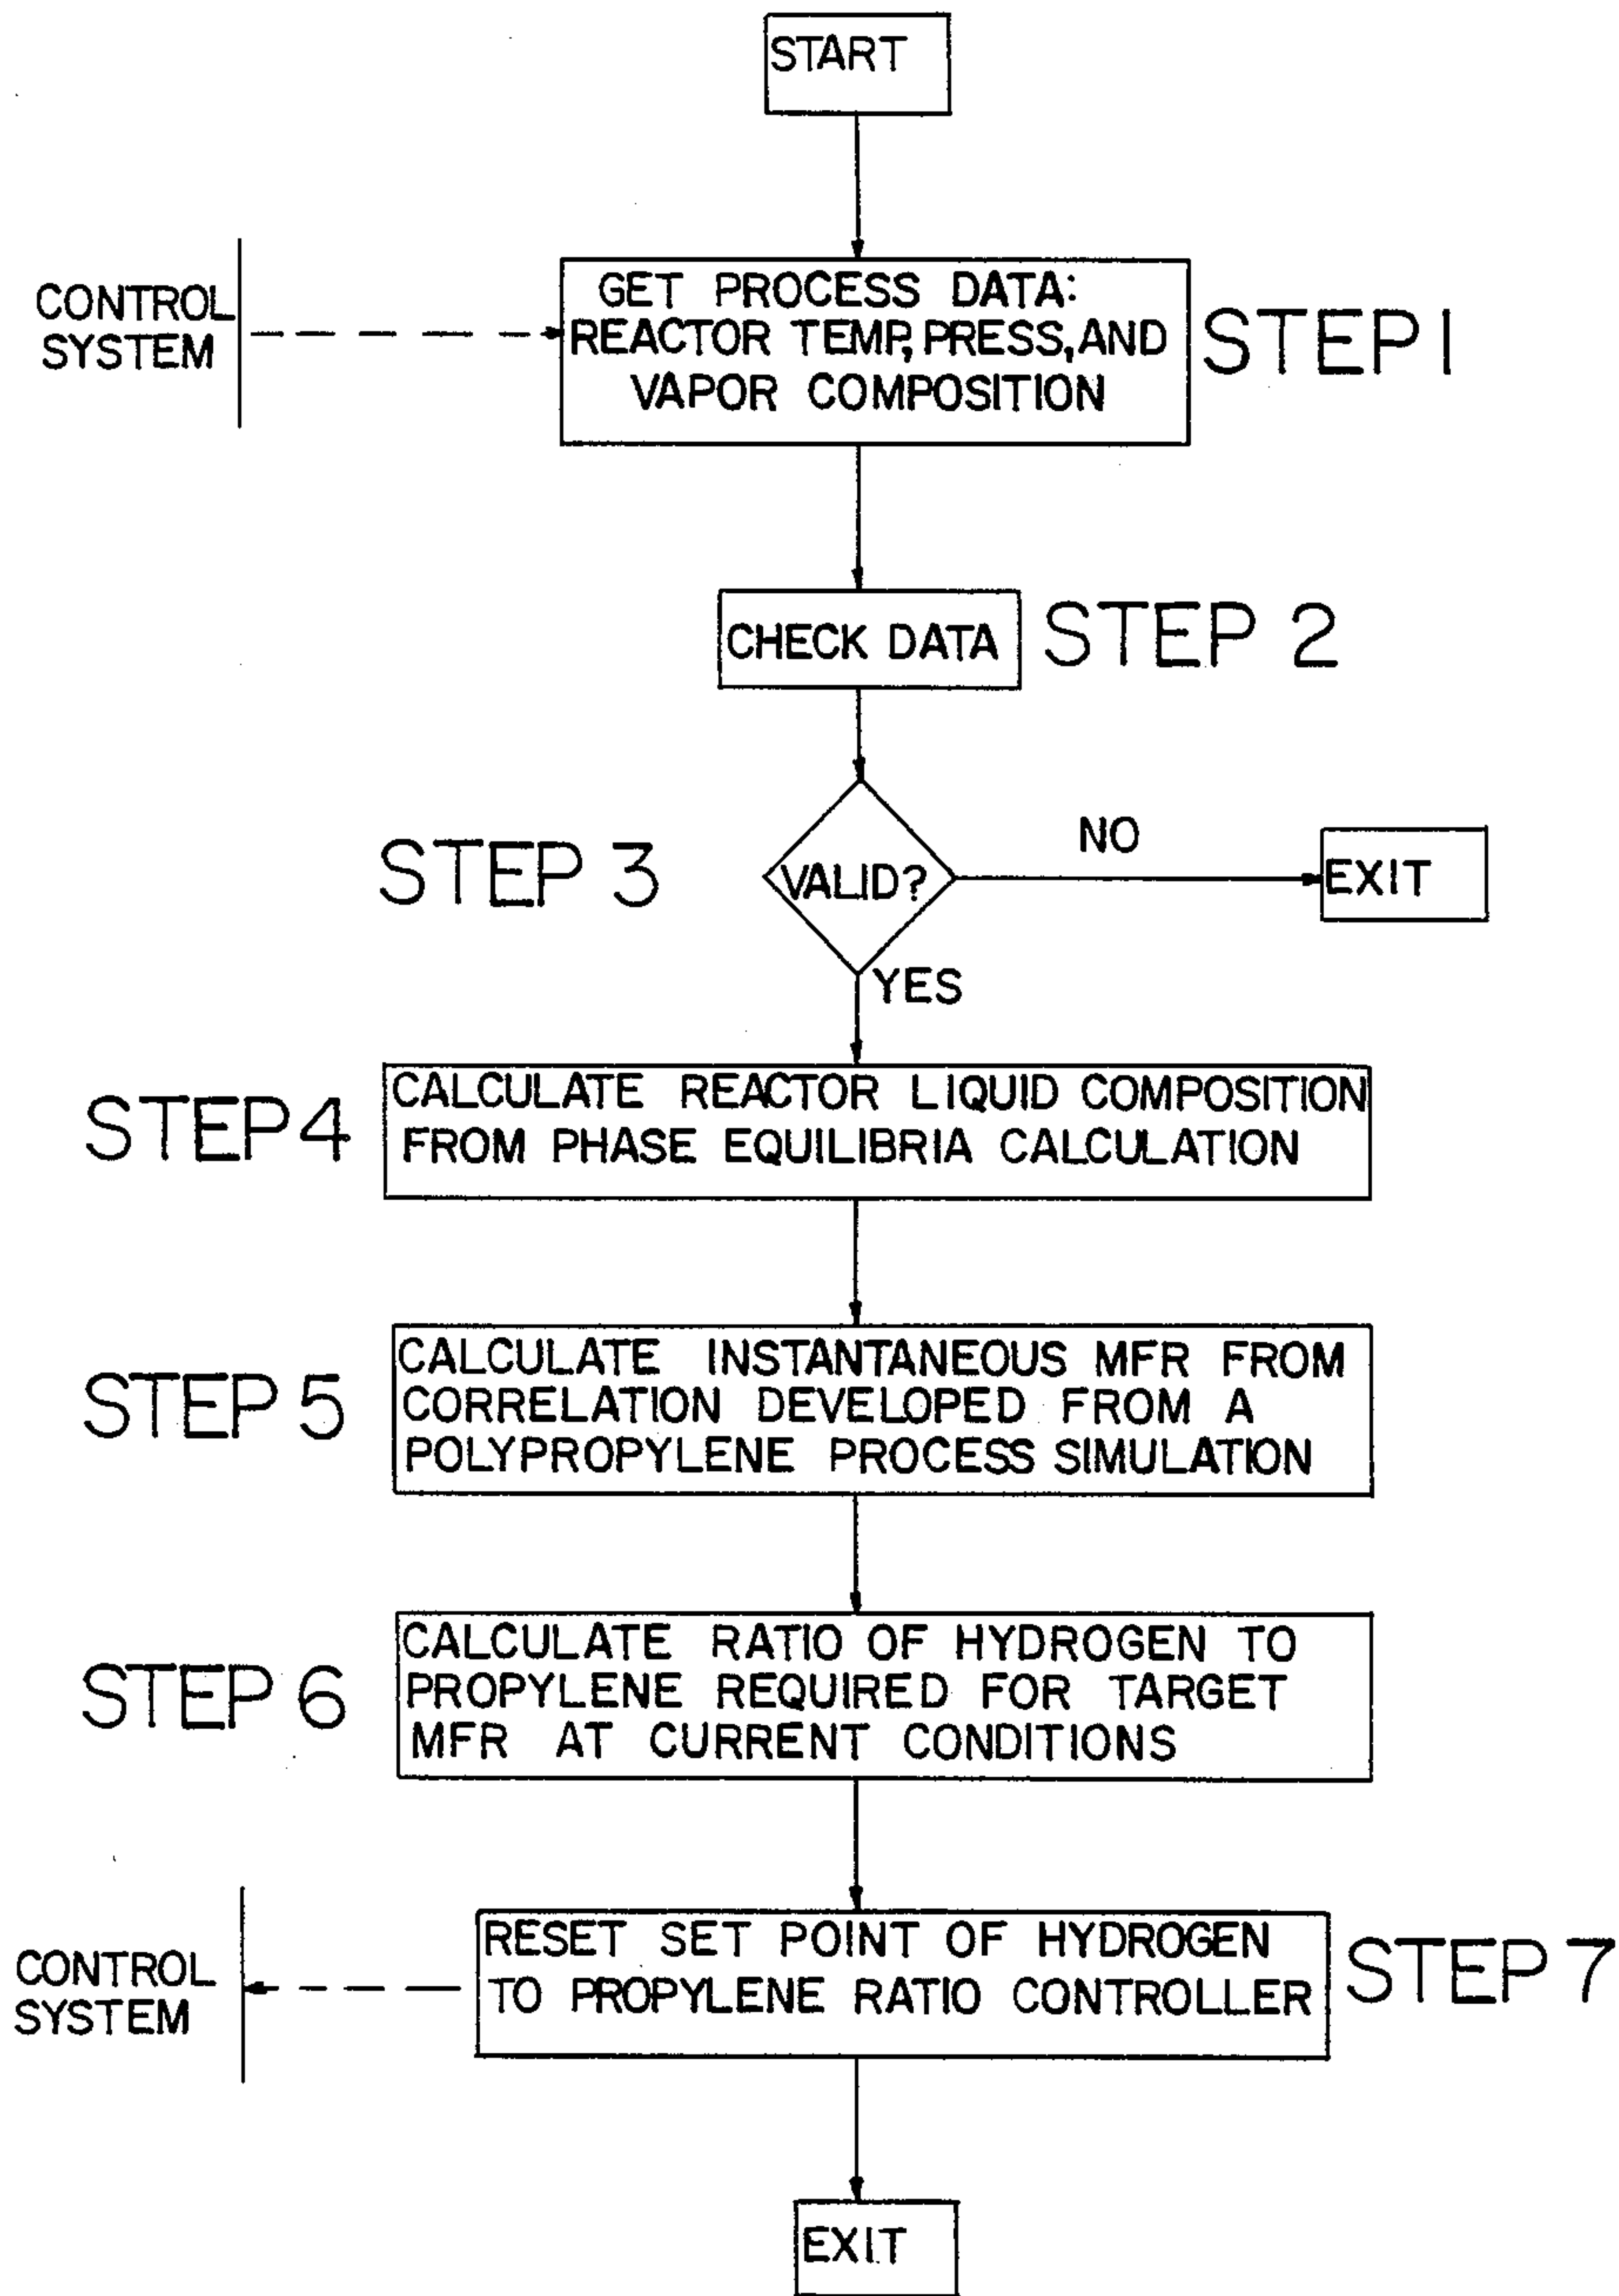 START
CONTROL
SYSTEM
GET PROCESS DATA:
REACTOR TEMP, PRESS, AND
VAPOR COMPOSITION
STEP 1
CHECK DATA
STEP 2
STEP 3
VALID?
NO
EXIT
YES
STEP 4
CALCULATE REACTOR LIQUID COMPOSITION
FROM PHASE EQUILIBRIA CALCULATION
STEP 5
CALCULATE INSTANTANEOUS MFR FROM
CORRELATION DEVELOPED FROM A
POLYPROPYLENE PROCESS SIMULATION
STEP 6
CALCULATE RATIO OF HYDROGEN TO
PROPYLENE REQUIRED FOR TARGET
MFR AT CURRENT CONDITIONS
CONTROL
SYSTEM
RESET SET POINT OF HYDROGEN
TO PROPYLENE RATIO CONTROLLER
STEP 7
EXIT